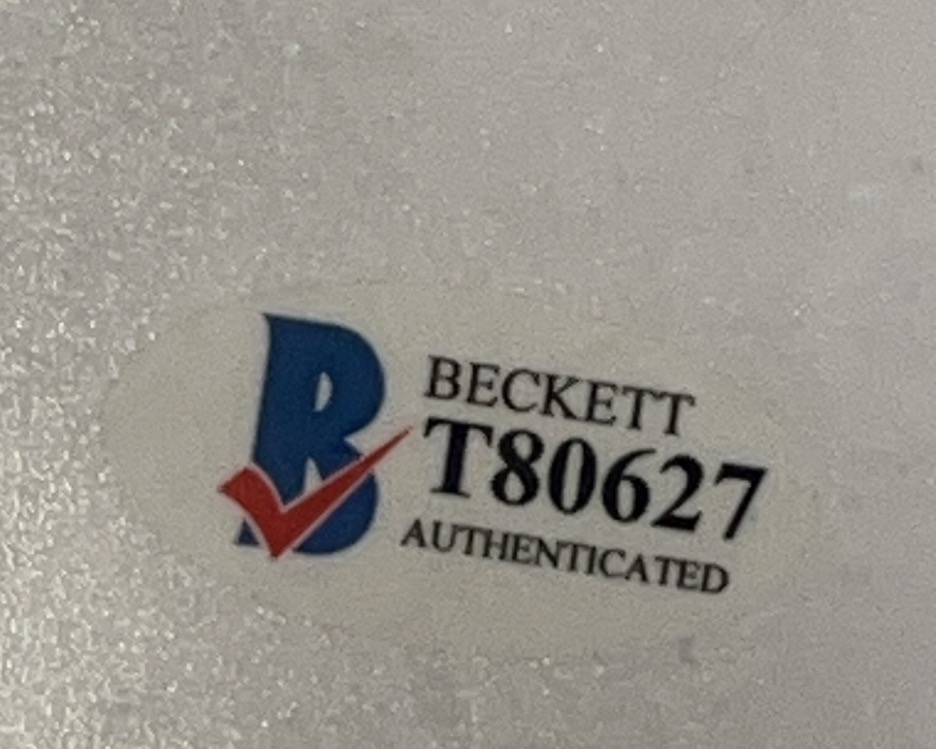 B
BECKETT
T80627
AUTHENTICATED